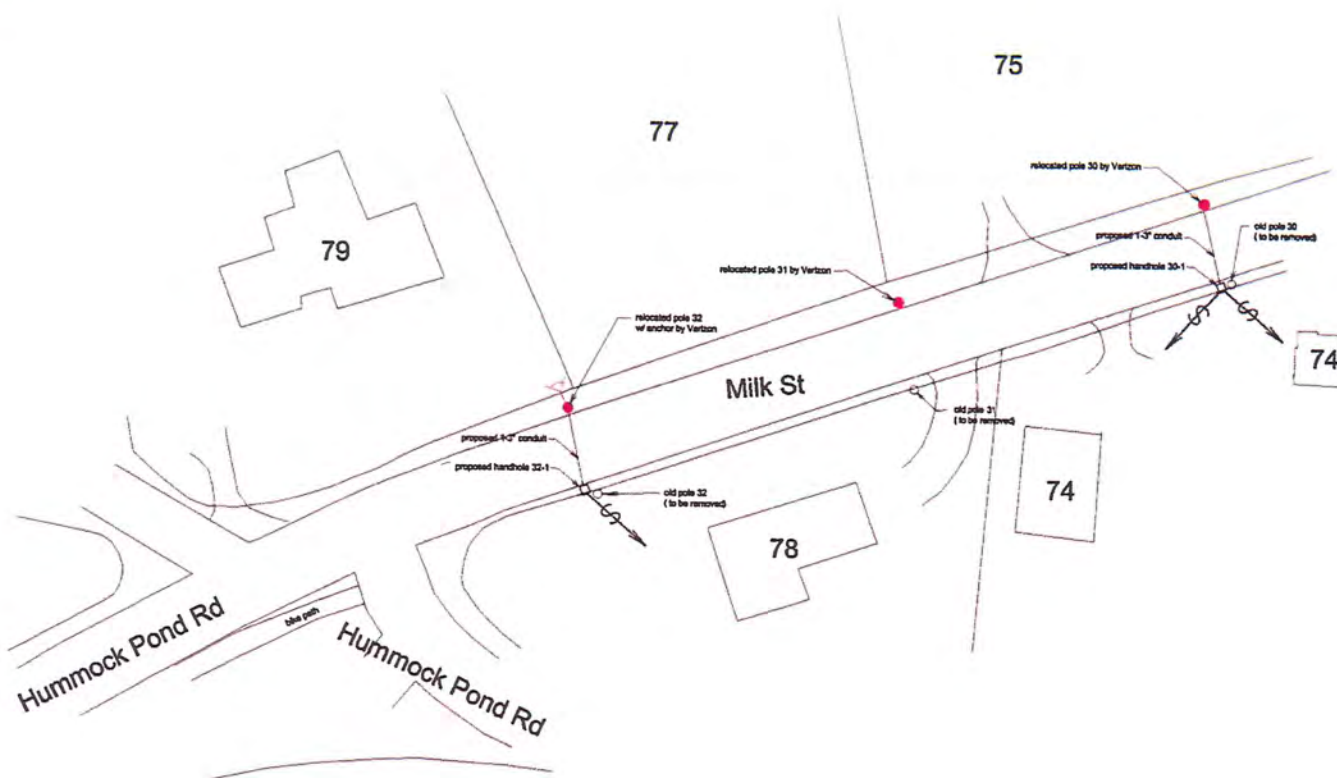 75
77
relocated pole 30 by Verizon
79
proposed 1-3" conduit
old pole 30
( to be removed)
proposed handhole 30-1
relocated pole 31 by Verizon
relocated pole 32
w/ anchor by Verizon
74
Milk St
old pole 31
( to be removed)
proposed 1-3" conduit
proposed handhole 32-1
old pole 32
( to be removed)
74
78
bike path
Hummock Pond Rd
Hummock Pond Rd